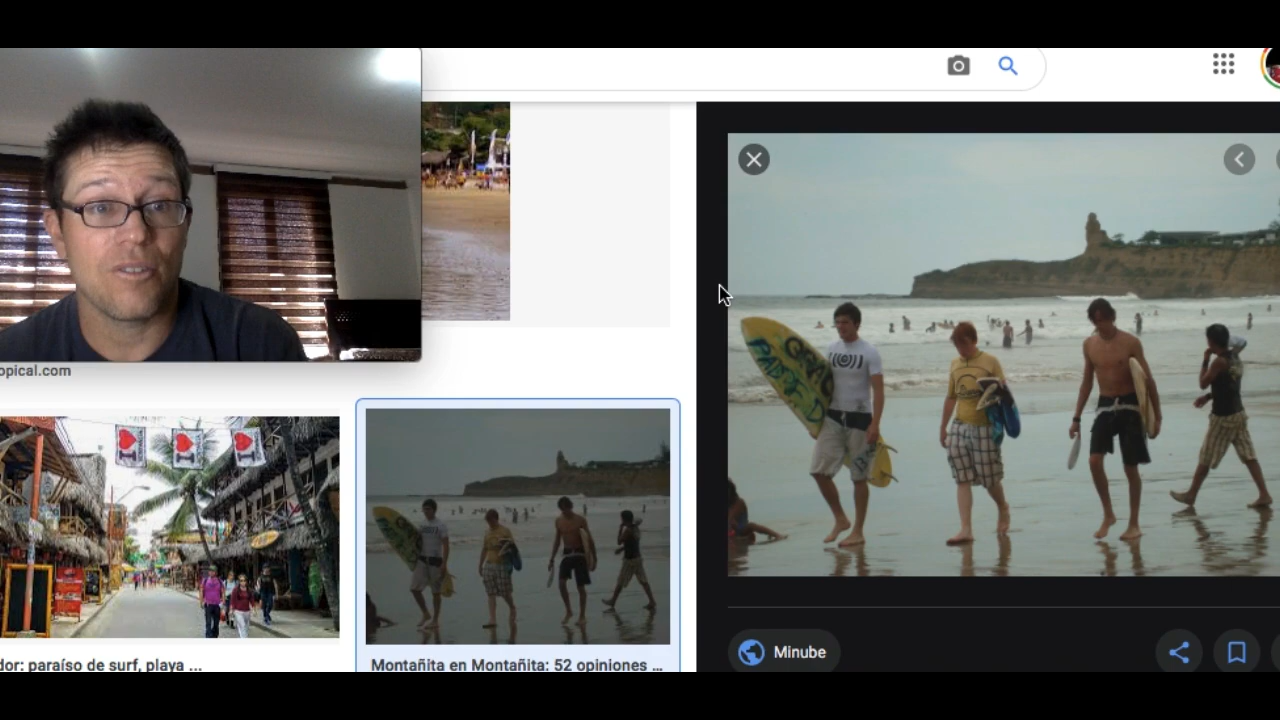 opical.com
dor: paraíso de surf, playa ...
Montañita en Montañita: 52 opiniones ...
Minube